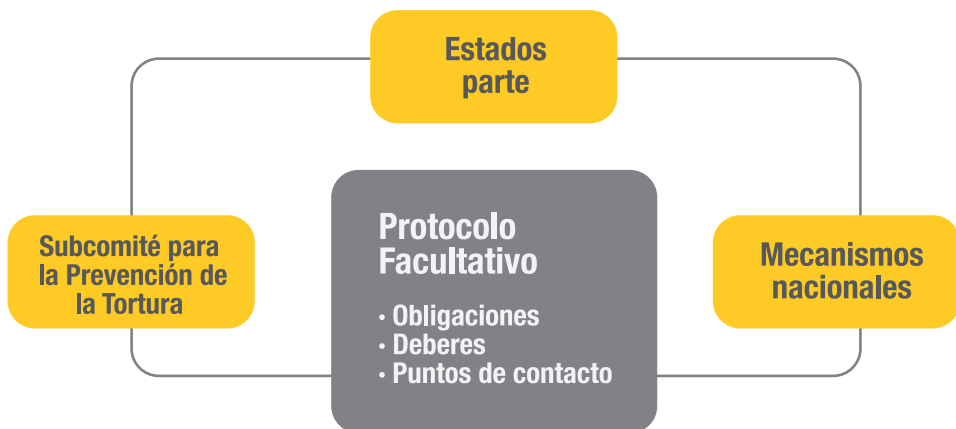 Estados
parte
Subcomité para
la Prevención de
la Tortura
Protocolo
Facultativo
· Obligaciones
· Deberes
· Puntos de contacto
Mecanismos
nacionales